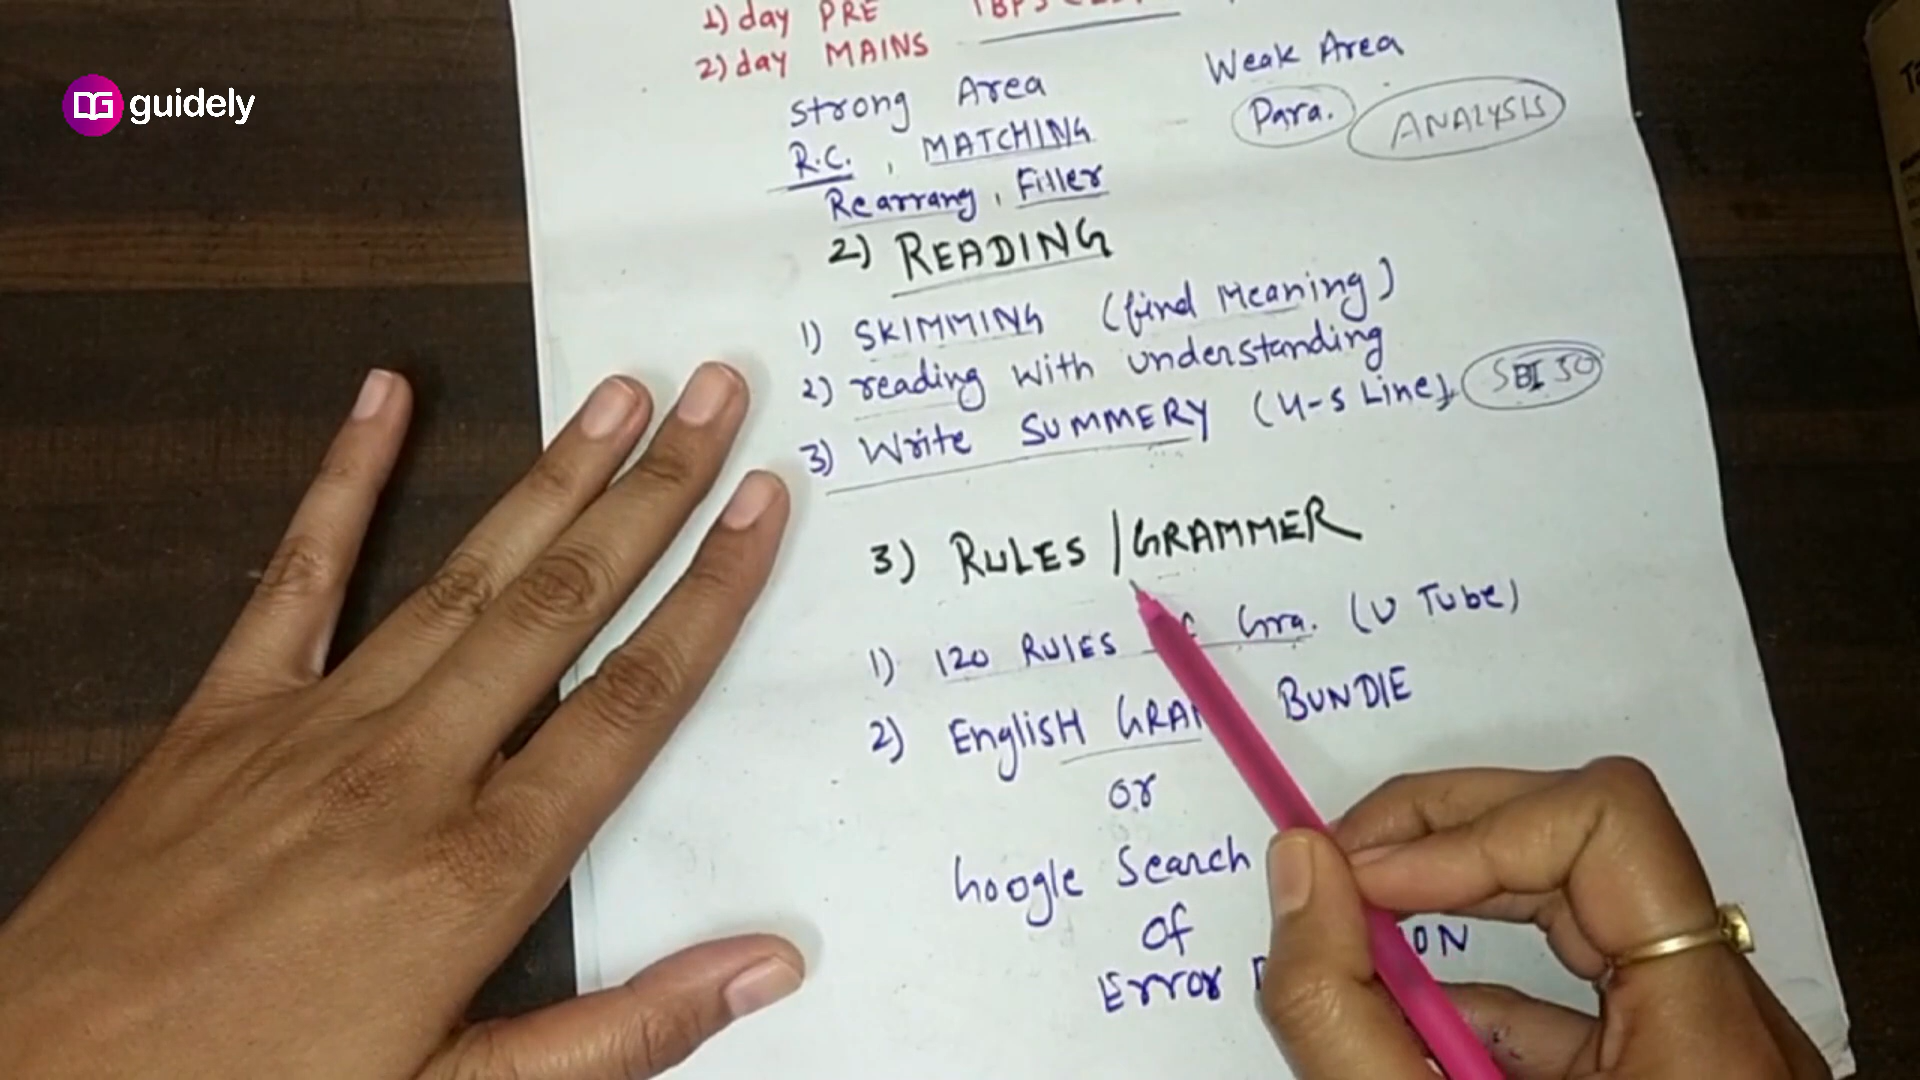 guidely
1) day PRE
2) day MAINS
Strong Area
Weak Area
R.C., MATCHING
Para. ANALYSIS
Rearrang, Filler
2) READING
1) SKIMMING (find Meaning)
2) reading with understanding
3) Write SUMMERY (4-5 Line)
3) RULES/GRAMMER
1) 120 RULES Gra. (U Tube)
2) English GRA BUNDlE
or
Google Search
of
Error